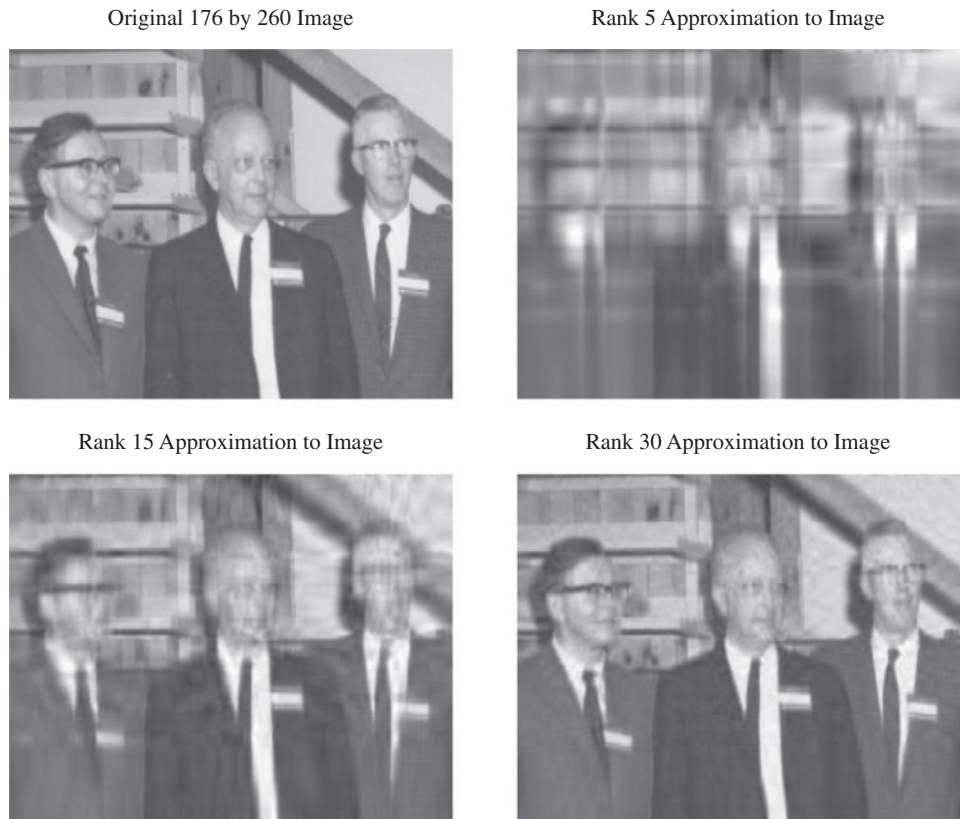 Original 176 by 260 Image
Rank 5 Approximation to Image
Rank 15 Approximation to Image
Rank 30 Approximation to Image